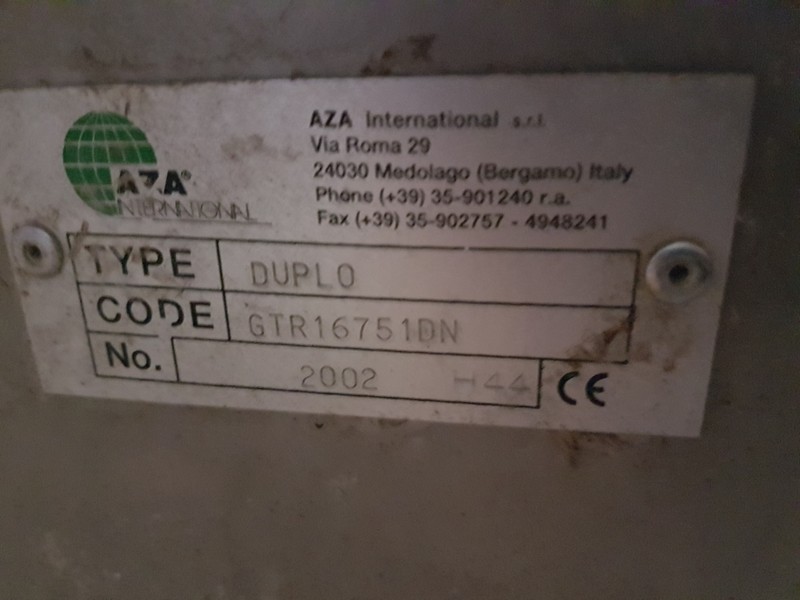 AZA International s.r.l.
Via Roma 29
24030 Medolago (Bergamo) Italy
Phone (+39) 35-901240 r.a.
Fax (+39) 35-902757 - 4948241
AZA®
INTERNATIONAL
TYPE DUPLO
CODE GTR16751DN
No. 2002 H44 CE